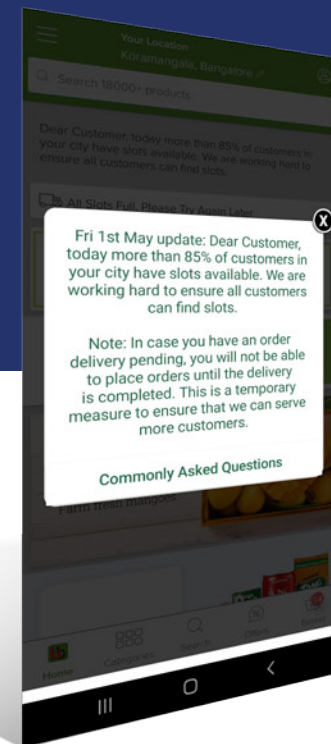 Your Location
Koramangala, Bangalore
Search 18000+ products
Dear Customer, today more than 85% of customers in
your city have slots available. We are working hard to
ensure all customers can find slots.
All Slots Full, Please Try Again Later
X
Fri 1st May update: Dear Customer,
today more than 85% of customers in
your city have slots available. We are
working hard to ensure all customers
can find slots.
Note: In case you have an order
delivery pending, you will not be able
to place orders until the delivery
is completed. This is a temporary
measure to ensure that we can serve
more customers.
Commonly Asked Questions
Farm fresh mangoes
Home
Categories
Search
Offers
Basket